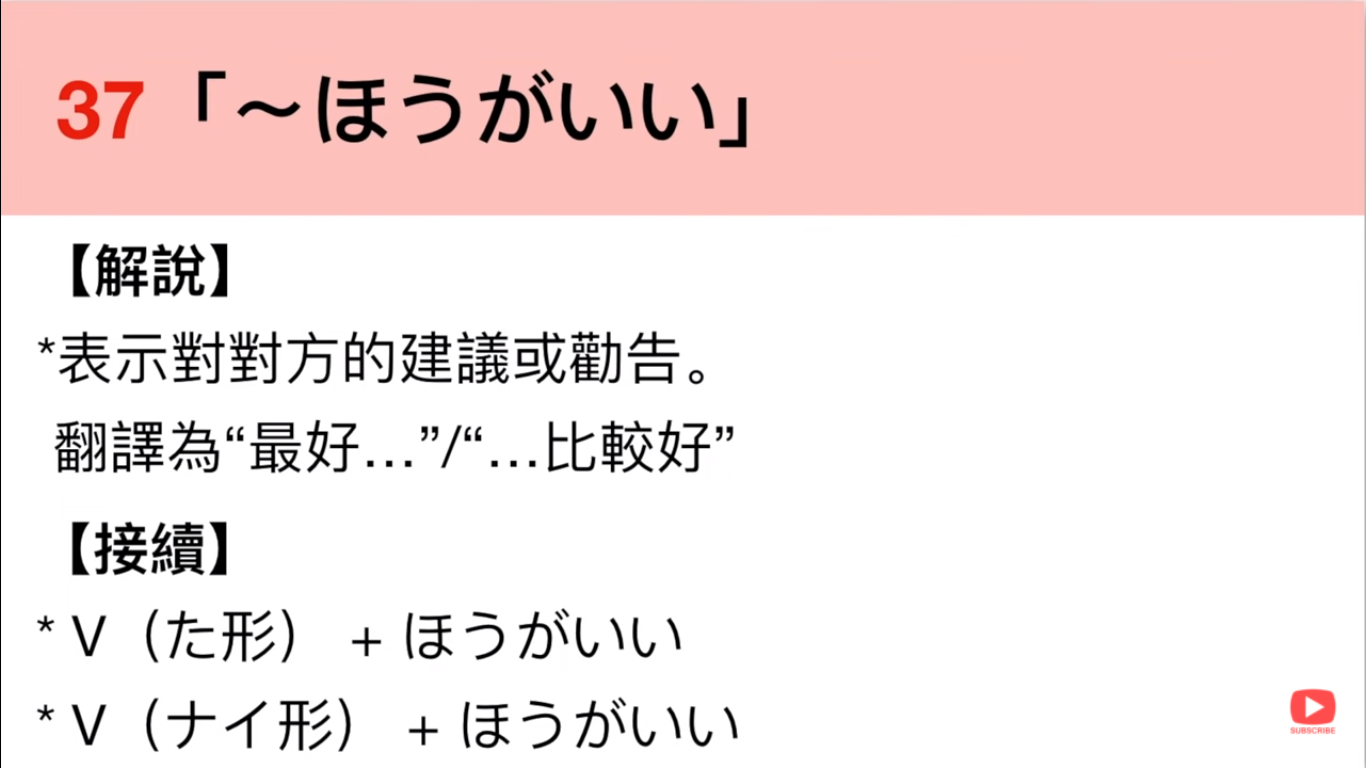 37「～ほうがいい」
【解說】
*表示對對方的建議或勸告。
翻譯為“最好…”/“…比較好”
【接續】
* V（た形） + ほうがいい
* V（ナイ形） + ほうがいい
SUBSCRIBE